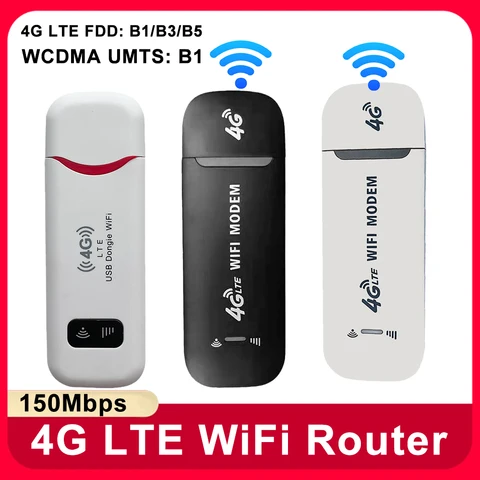 4G LTE FDD: B1/B3/B5
WCDMA UMTS: B1
4G
LTE
USB Dongle WiFi
4G
4G LTE WIFI MODEM
4G
4G LTE WIFI MODEM
150Mbps
4G LTE WiFi Router